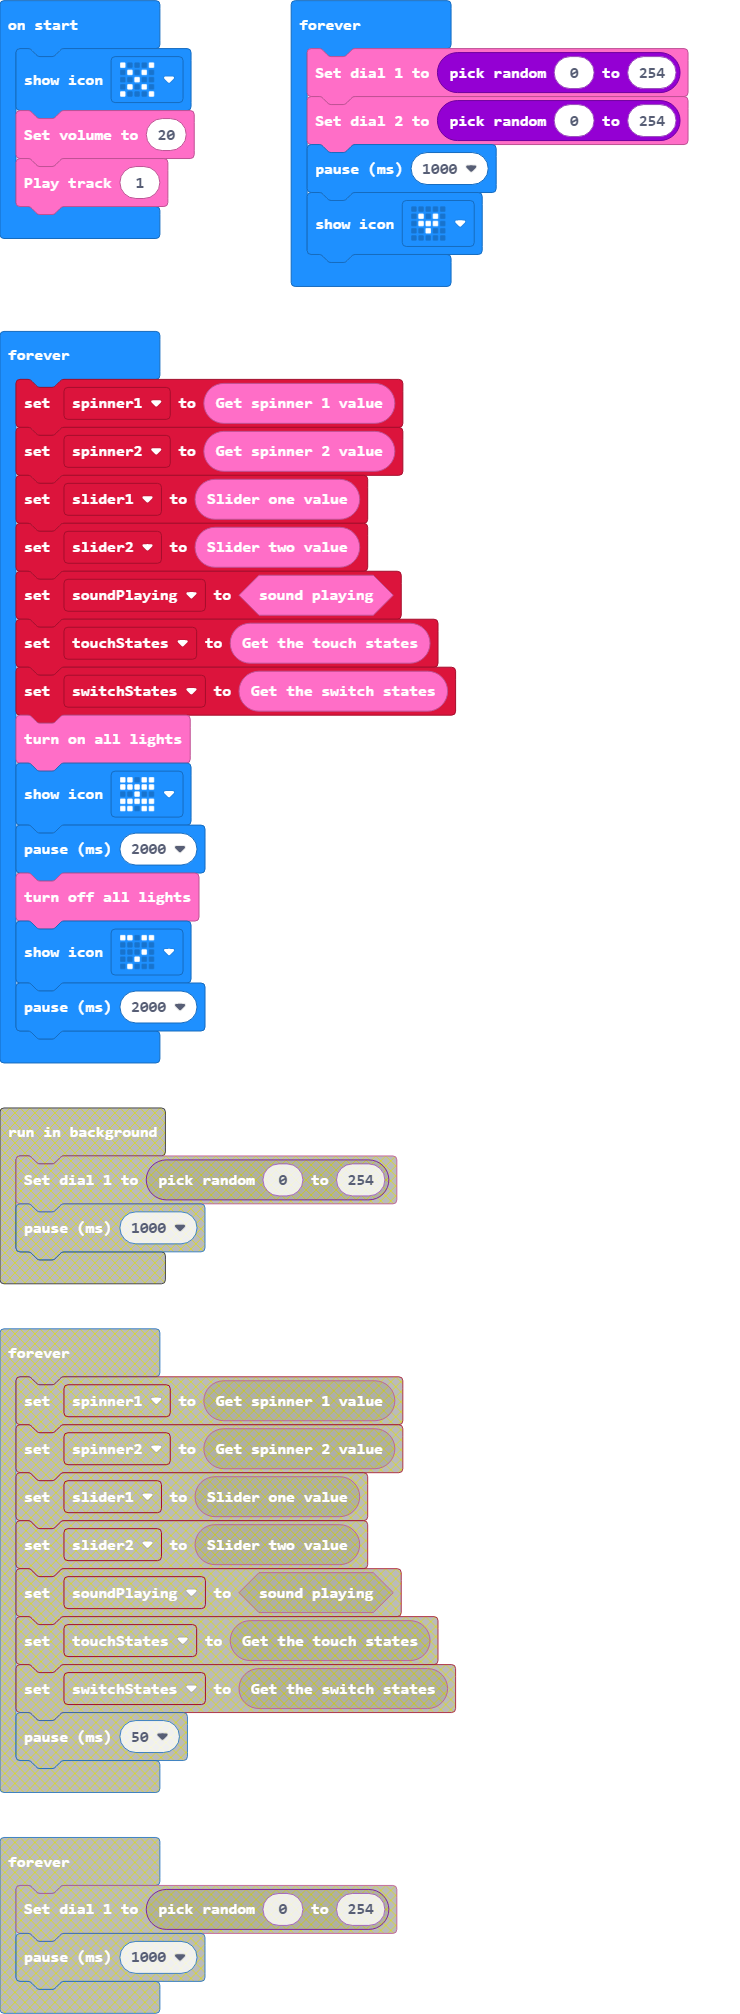 on start
show icon
Set volume to 20
Play track 1
forever
Set dial 1 to pick random 0 to 254
Set dial 2 to pick random 0 to 254
pause (ms) 1000
show icon
forever
set spinner1 to Get spinner 1 value
set spinner2 to Get spinner 2 value
set slider1 to Slider one value
set slider2 to Slider two value
set soundPlaying to sound playing
set touchStates to Get the touch states
set switchStates to Get the switch states
turn on all lights
show icon
pause (ms) 2000
turn off all lights
show icon
pause (ms) 2000
run in background
Set dial 1 to pick random 0 to 254
pause (ms) 1000
forever
set spinner1 to Get spinner 1 value
set spinner2 to Get spinner 2 value
set slider1 to Slider one value
set slider2 to Slider two value
set soundPlaying to sound playing
set touchStates to Get the touch states
set switchStates to Get the switch states
pause (ms) 50
forever
Set dial 1 to pick random 0 to 254
pause (ms) 1000